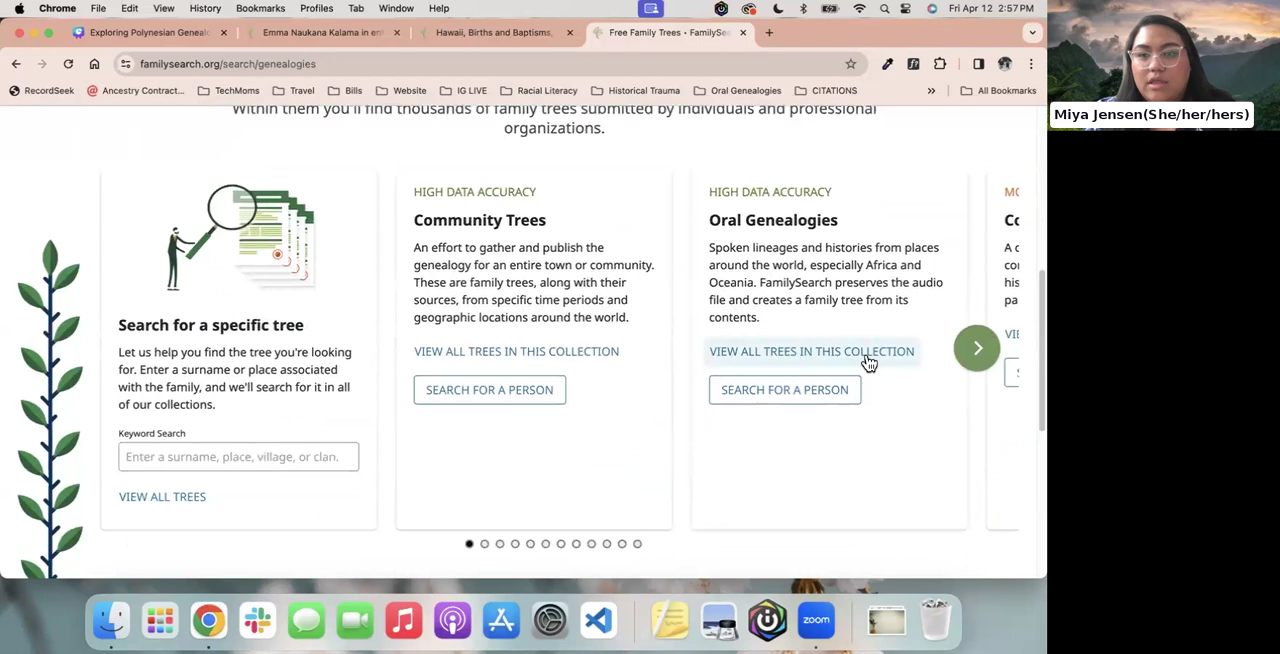 Chrome File Edit View History Bookmarks Profiles Tab Window Help Fri Apr 12 2:57 PM
Exploring Polynesian Geneal Emma Naukana Kalama in en Hawaii, Births and Baptisms, Free Family Trees • FamilySea
familysearch.org/search/genealogies
RecordSeek Ancestry Contract... TechMoms Travel Bills Website IG LIVE Racial Literacy Historical Trauma Oral Genealogies CITATIONS » All Bookmarks
Within them you'll find thousands of family trees submitted by individuals and professional
organizations.
Search for a specific tree
Let us help you find the tree you're looking
for. Enter a surname or place associated
with the family, and we'll search for it in all
of our collections.
Keyword Search
Enter a surname, place, village, or clan.
VIEW ALL TREES
HIGH DATA ACCURACY
Community Trees
An effort to gather and publish the
genealogy for an entire town or community.
These are family trees, along with their
sources, from specific time periods and
geographic locations around the world.
VIEW ALL TREES IN THIS COLLECTION
SEARCH FOR A PERSON
HIGH DATA ACCURACY
Oral Genealogies
Spoken lineages and histories from places
around the world, especially Africa and
Oceania. FamilySearch preserves the audio
file and creates a family tree from its
contents.
VIEW ALL TREES IN THIS COLLECTION
SEARCH FOR A PERSON
MO
Co
A c
co
his
pa
VIE
zoom
Miya Jensen(She/her/hers)